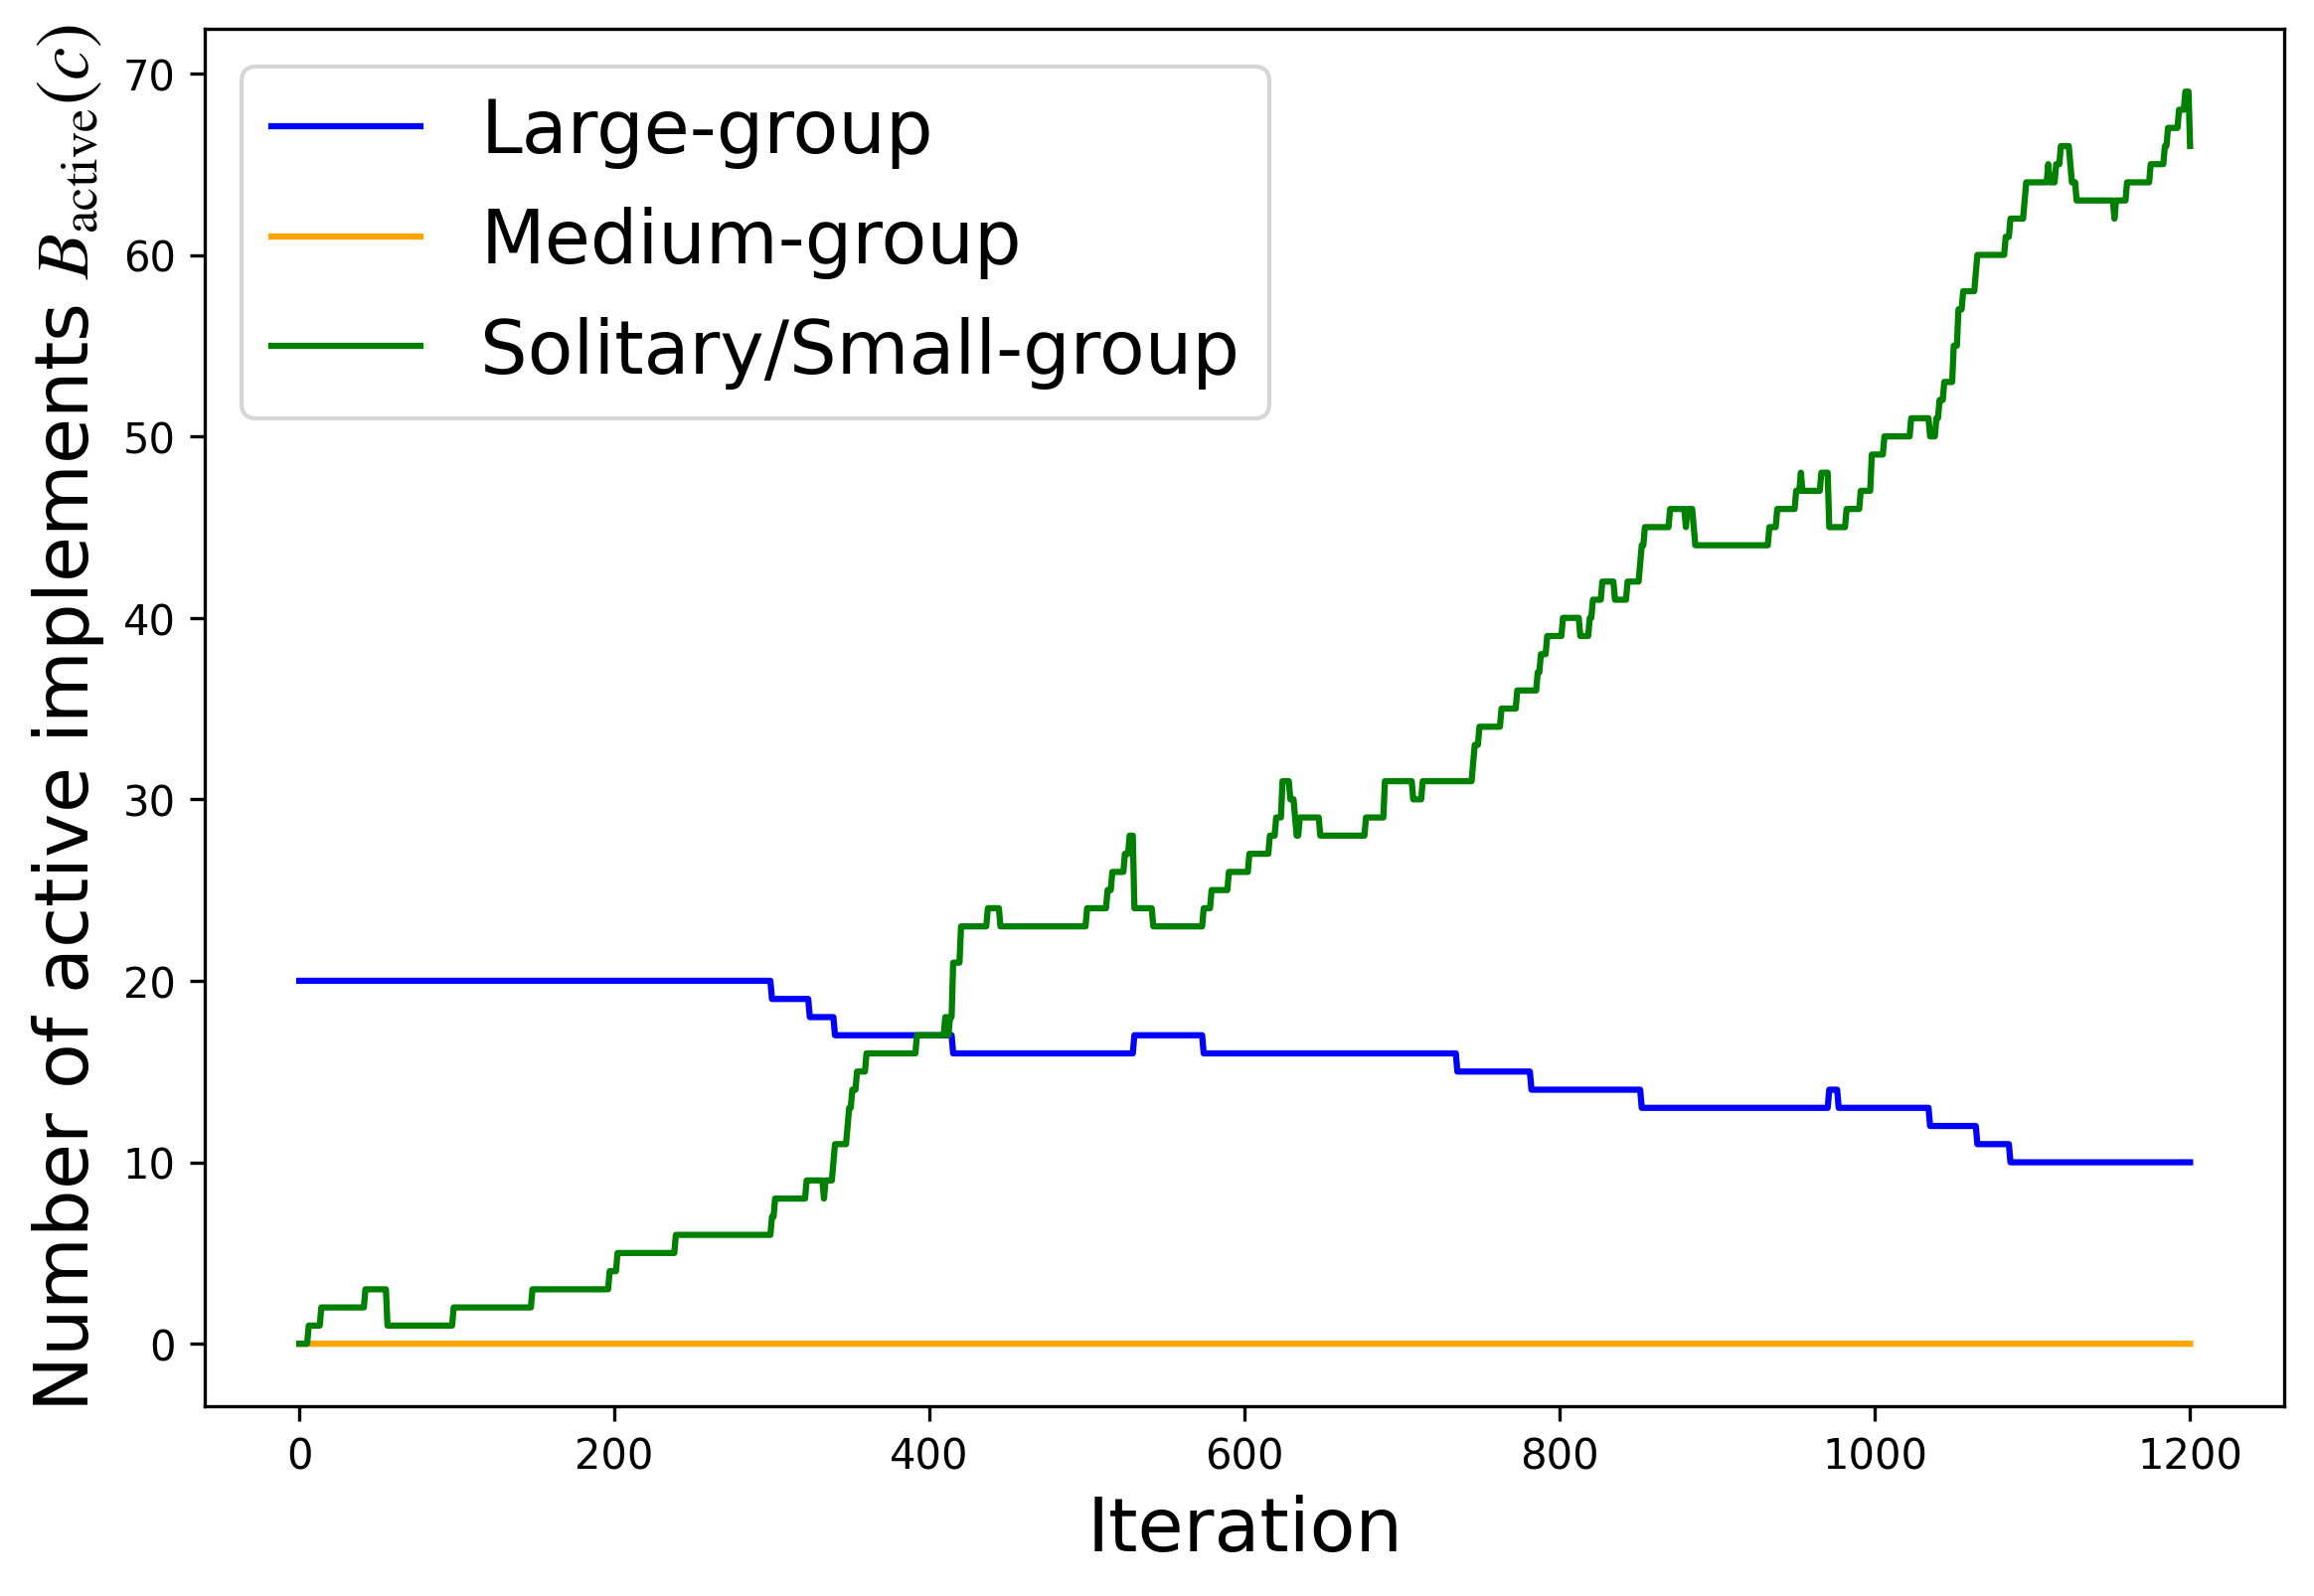 Number of active implements B_active(c)
70
60
50
40
30
20
10
0
Large-group
Medium-group
Solitary/Small-group
0 200 400 600 800 1000 1200
Iteration